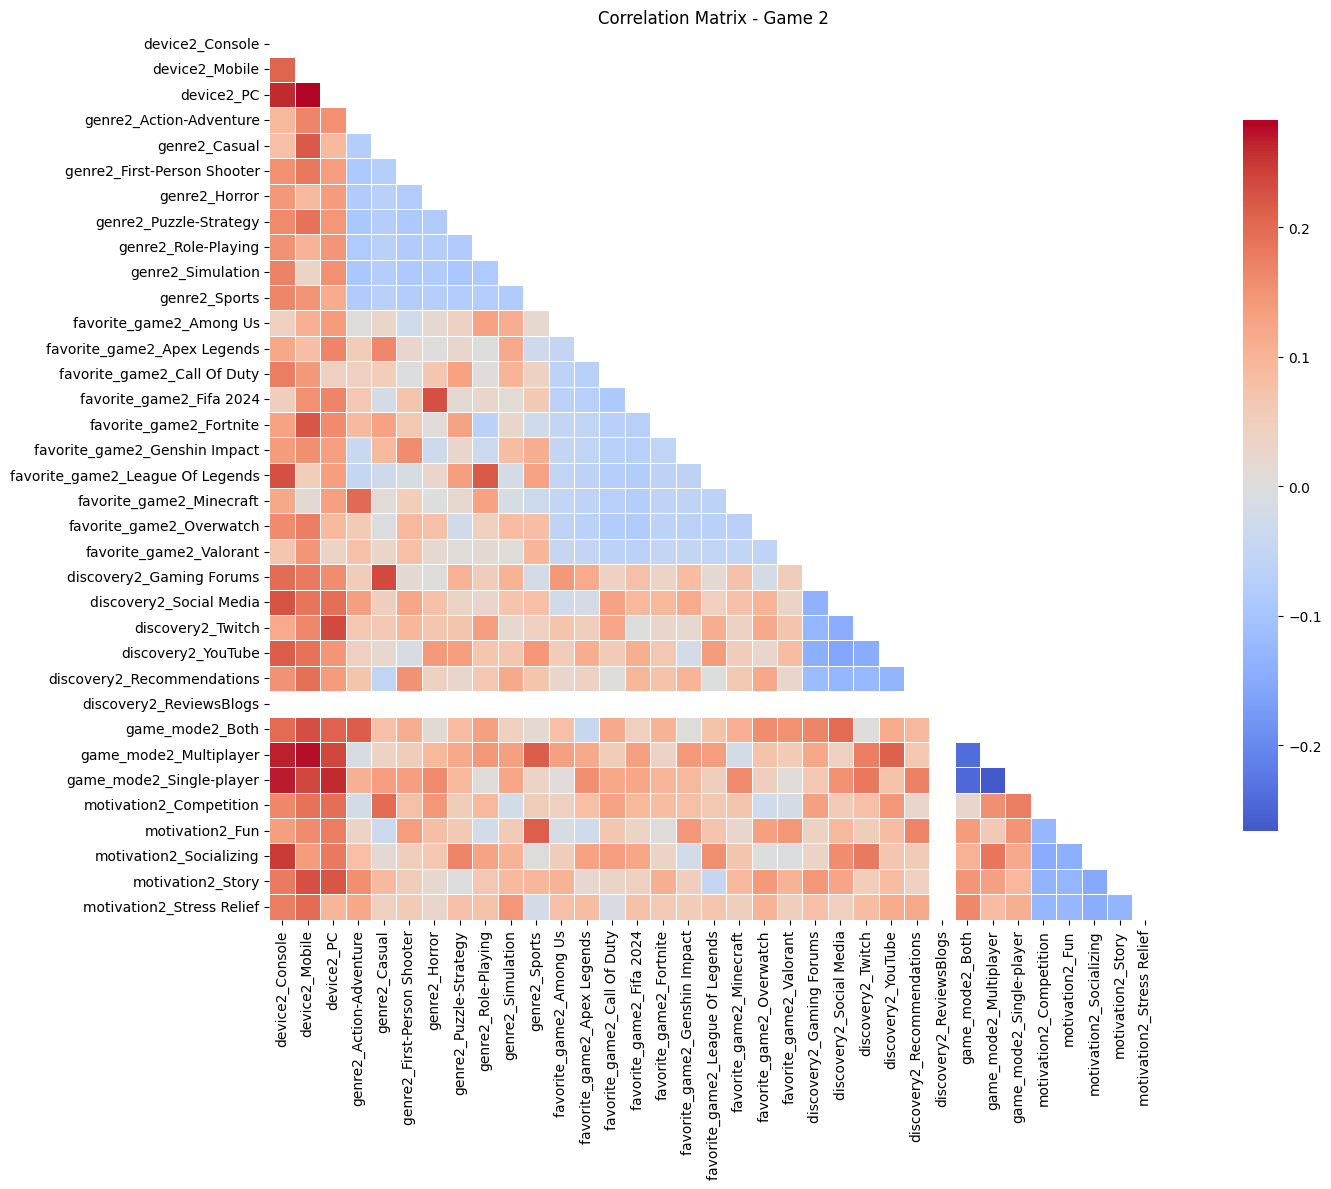 Correlation Matrix - Game 2
device2_Console
device2_Mobile
device2_PC
genre2_Action-Adventure
genre2_Casual
genre2_First-Person Shooter
genre2_Horror
genre2_Puzzle-Strategy
genre2_Role-Playing
genre2_Simulation
genre2_Sports
favorite_game2_Among Us
favorite_game2_Apex Legends
favorite_game2_Call Of Duty
favorite_game2_Fifa 2024
favorite_game2_Fortnite
favorite_game2_Genshin Impact
favorite_game2_League Of Legends
favorite_game2_Minecraft
favorite_game2_Overwatch
favorite_game2_Valorant
discovery2_Gaming Forums
discovery2_Social Media
discovery2_Twitch
discovery2_YouTube
discovery2_Recommendations
discovery2_ReviewsBlogs
game_mode2_Both
game_mode2_Multiplayer
game_mode2_Single-player
motivation2_Competition
motivation2_Fun
motivation2_Socializing
motivation2_Story
motivation2_Stress Relief
device2_Console
device2_Mobile
device2_PC
genre2_Action-Adventure
genre2_Casual
genre2_First-Person Shooter
genre2_Horror
genre2_Puzzle-Strategy
genre2_Role-Playing
genre2_Simulation
genre2_Sports
favorite_game2_Among Us
favorite_game2_Apex Legends
favorite_game2_Call Of Duty
favorite_game2_Fifa 2024
favorite_game2_Fortnite
favorite_game2_Genshin Impact
favorite_game2_League Of Legends
favorite_game2_Minecraft
favorite_game2_Overwatch
favorite_game2_Valorant
discovery2_Gaming Forums
discovery2_Social Media
discovery2_Twitch
discovery2_YouTube
discovery2_Recommendations
discovery2_ReviewsBlogs
game_mode2_Both
game_mode2_Multiplayer
game_mode2_Single-player
motivation2_Competition
motivation2_Fun
motivation2_Socializing
motivation2_Story
motivation2_Stress Relief
0.2
0.1
0.0
−0.1
−0.2